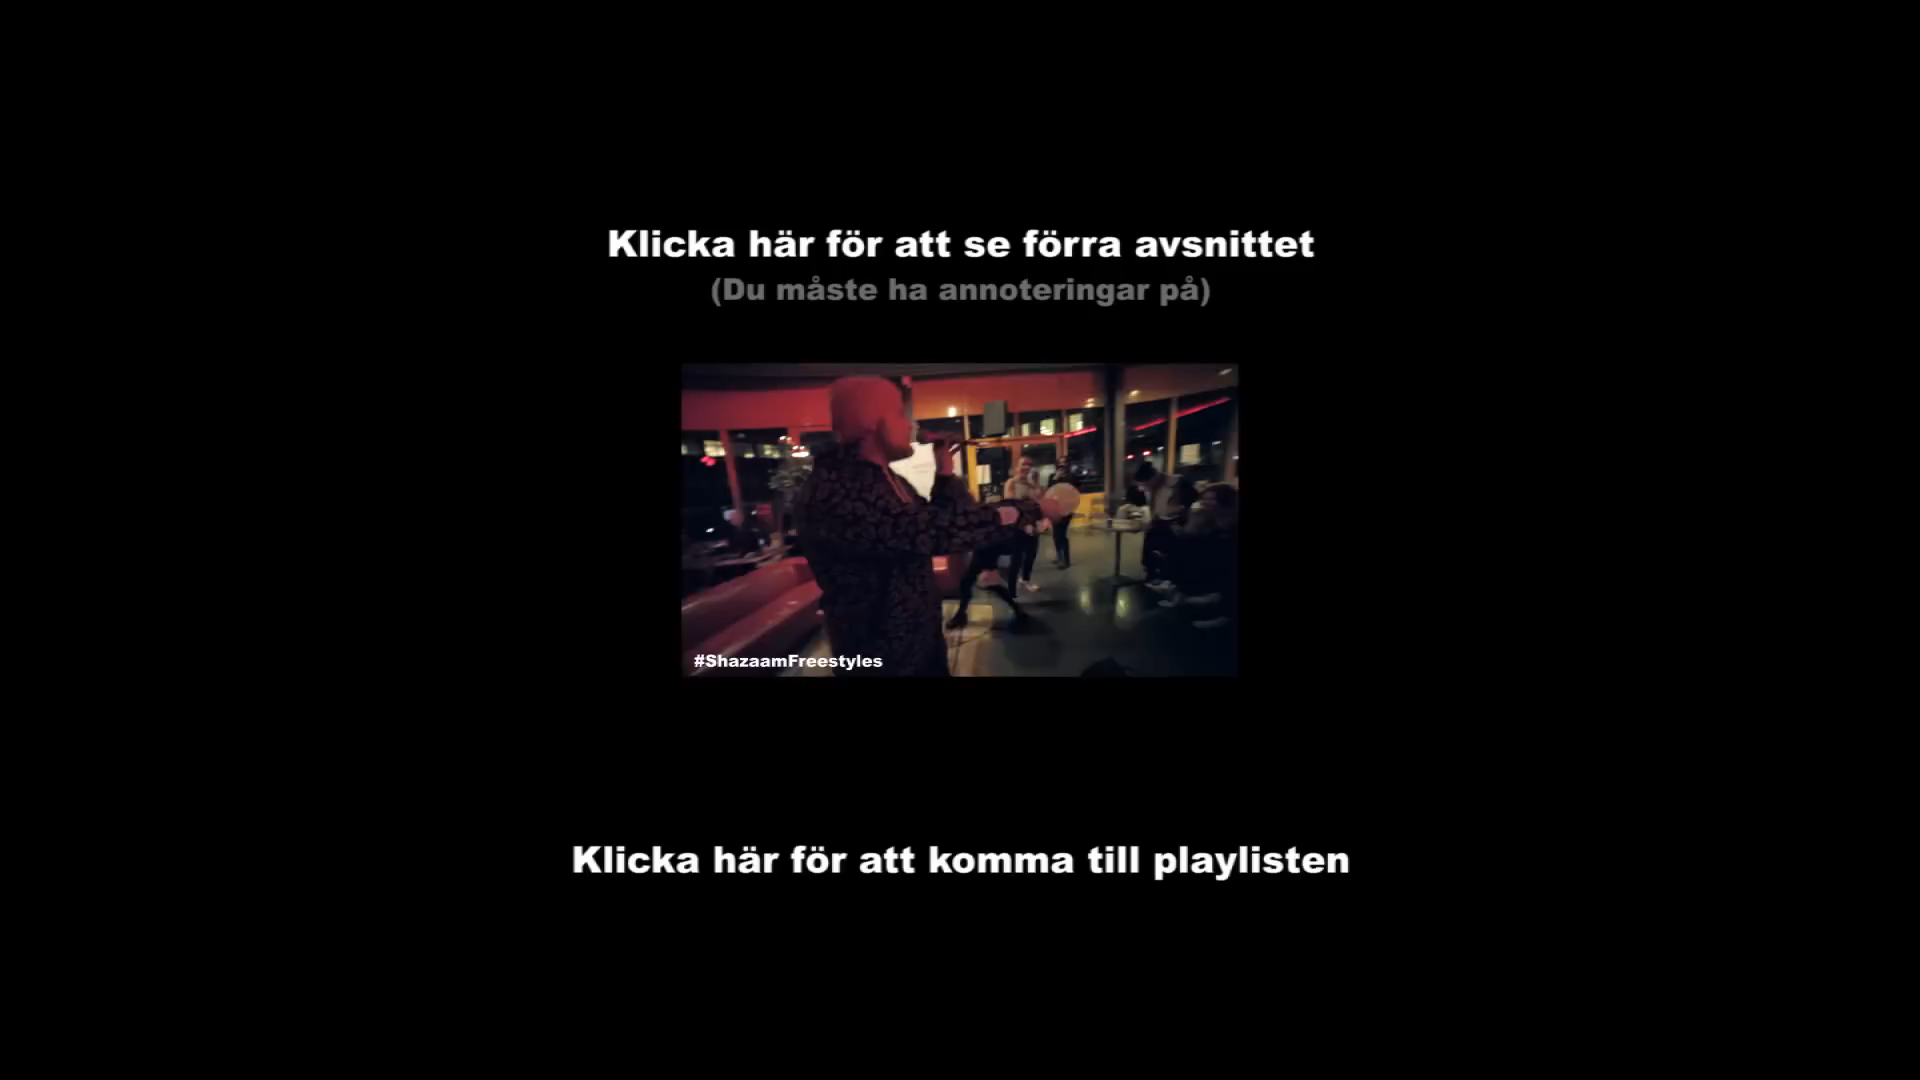 Klicka här för att se förra avsnittet
(Du måste ha annoteringar på)
#ShazaamFreestyles
Klicka här för att komma till playlisten